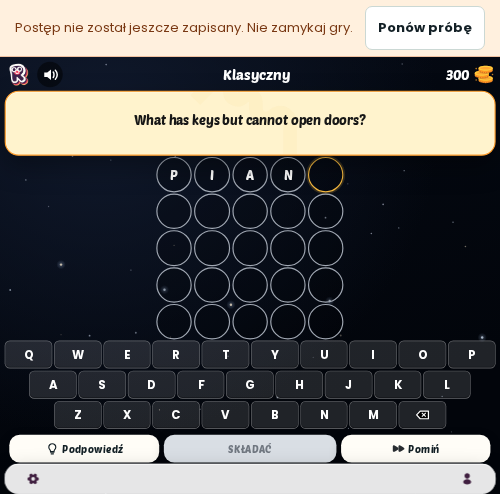 Postęp nie został jeszcze zapisany. Nie zamykaj gry.
Ponów próbę
Klasyczny
300
What has keys but cannot open doors?
P I A N
Q W E R T Y U I O P
A S D F G H J K L
Z X C V B N M
Podpowiedź
SKŁADAĆ
Pomiń